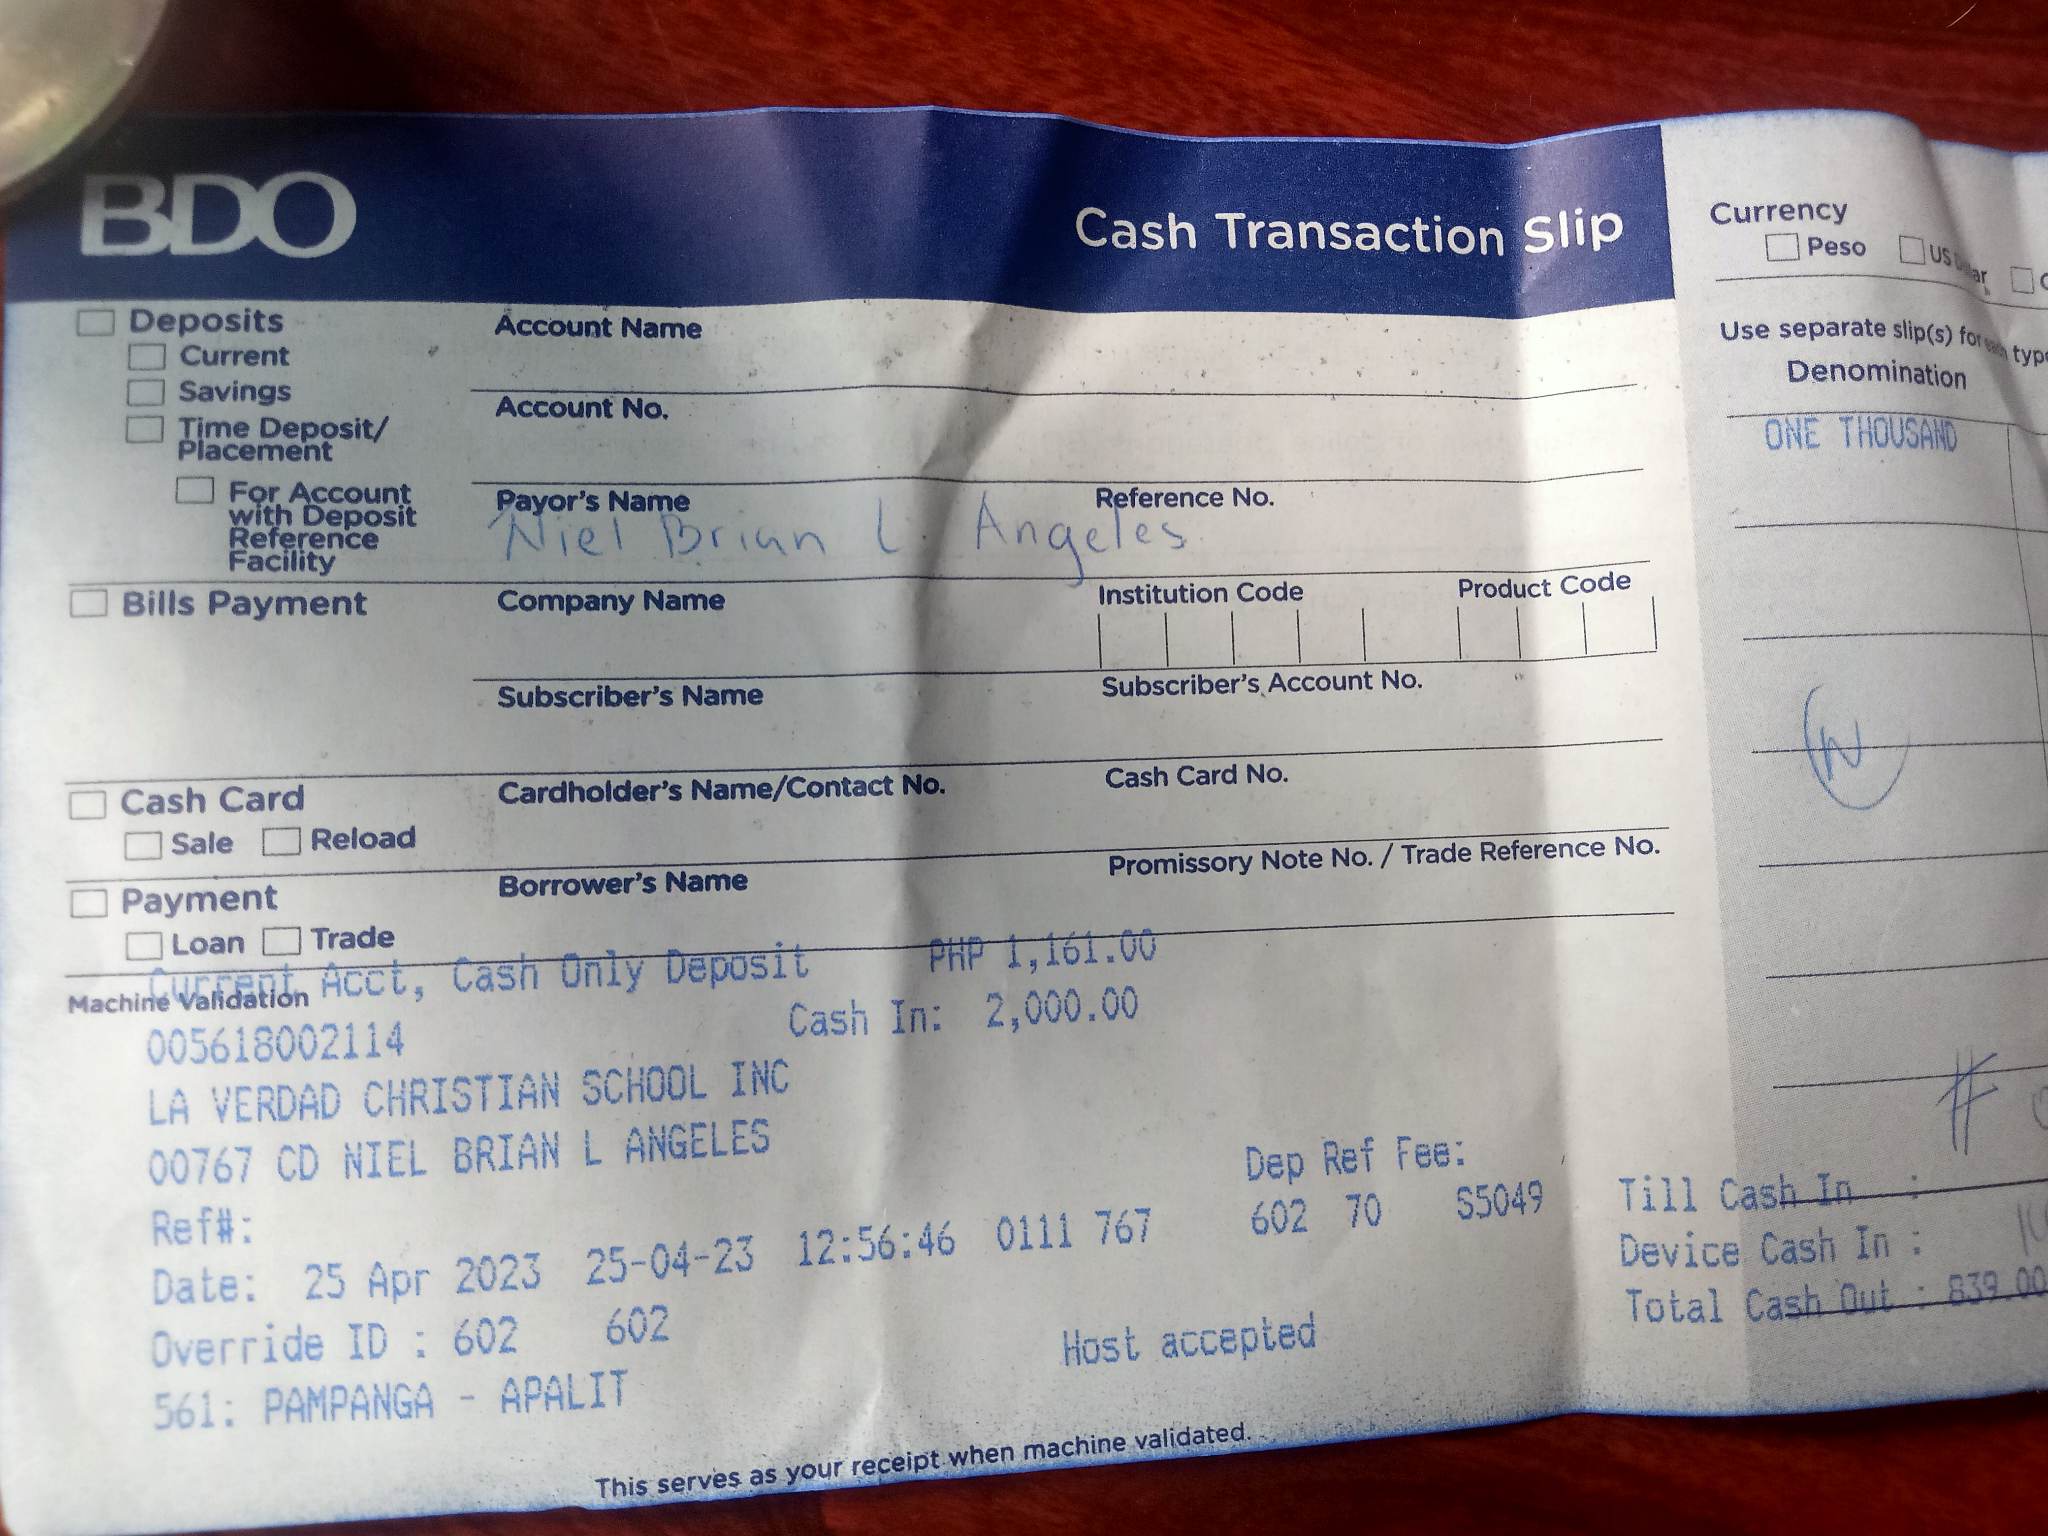 BDO
Cash Transaction Slip
Deposits
Current
Savings
Time Deposit/
Placement
For Account
with Deposit
Reference
Facility
Account Name
Account No.
Payor's Name
Reference No.
Niel Brian L. Angeles
Bills Payment
Company Name
Institution Code
Product Code
Subscriber's Name
Subscriber's Account No.
Cash Card
Sale Reload
Cardholder's Name/Contact No.
Cash Card No.
Payment
Loan Trade
Borrower's Name
Promissory Note No. / Trade Reference No.
Machine Validation
Current Acct, Cash Only Deposit PHP 1,161.00
005618002114 Cash In: 2,000.00
LA VERDAD CHRISTIAN SCHOOL INC
00767 CD NIEL BRIAN L ANGELES
Ref#: Dep Ref Fee:
Date: 25 Apr 2023 25-04-23 12:56:46 0111 767 602 70 S5049
Override ID : 602 602
561: PAMPANGA - APALIT Host accepted
This serves as your receipt when machine validated.
Currency
Peso US
Use separate slip(s) for
Denomination
ONE THOUSAND
N
#
Till Cash In :
Device Cash In :
Total Cash Out : 839.00